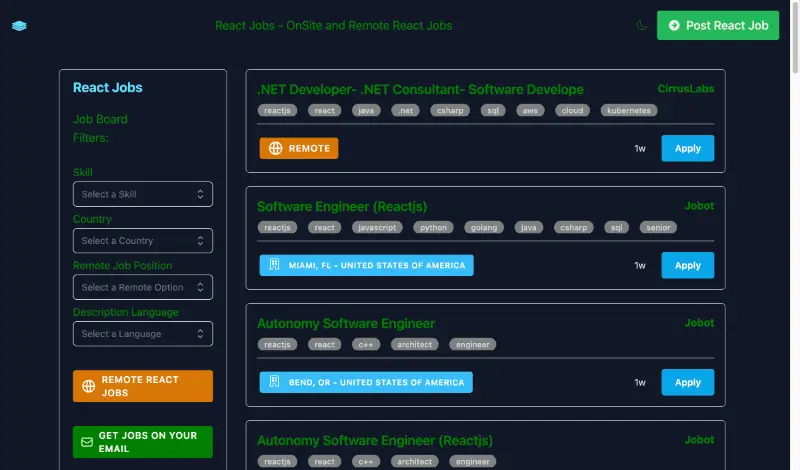 React Jobs - OnSite and Remote React Jobs
Post React Job
React Jobs
Job Board
Filters:
Skill
Select a Skill
Country
Select a Country
Remote Job Position
Select a Remote Option
Description Language
Select a Language
REMOTE REACT
JOBS
GET JOBS ON YOUR
EMAIL
.NET Developer- .NET Consultant- Software Develope
CirrusLabs
reactjs react java .net csharp sql aws cloud kubernetes
REMOTE
1w
Apply
Software Engineer (Reactjs)
Jobot
reactjs react javascript python golang java csharp sql senior
MIAMI, FL - UNITED STATES OF AMERICA
1w
Apply
Autonomy Software Engineer
Jobot
reactjs react c++ architect engineer
BEND, OR - UNITED STATES OF AMERICA
1w
Apply
Autonomy Software Engineer (Reactjs)
Jobot
reactjs react c++ architect engineer